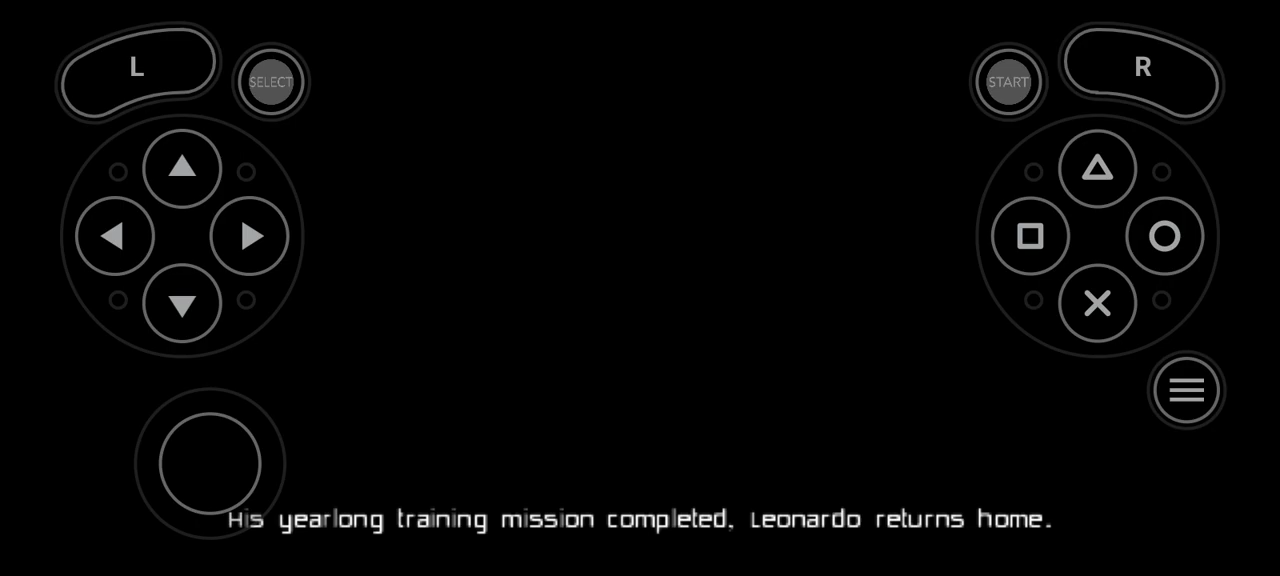 L
SELECT
START
R
His yearlong training mission completed, Leonardo returns home.